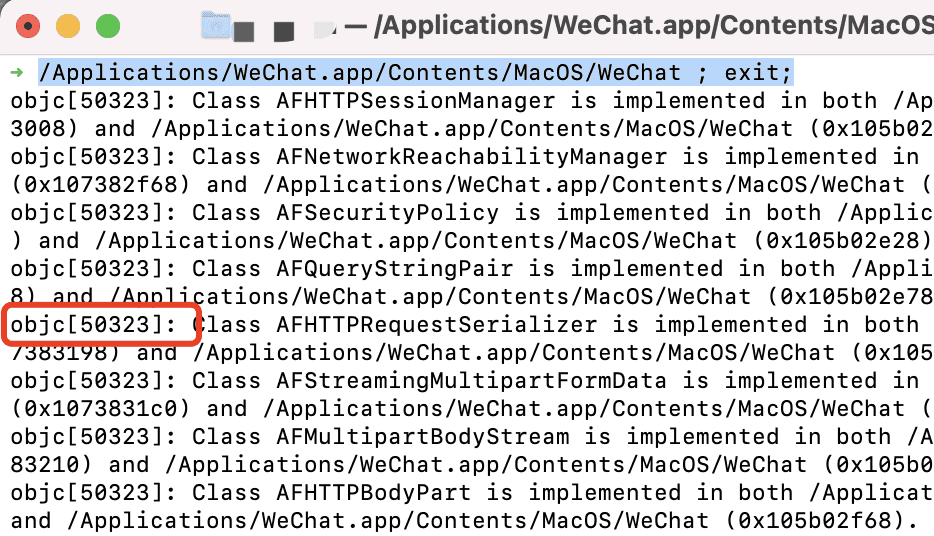 — /Applications/WeChat.app/Contents/MacOS
→ /Applications/WeChat.app/Contents/MacOS/WeChat ; exit;
objc[50323]: Class AFHTTPSessionManager is implemented in both /Ap
3008) and /Applications/WeChat.app/Contents/MacOS/WeChat (0x105b02
objc[50323]: Class AFNetworkReachabilityManager is implemented in
(0x107382f68) and /Applications/WeChat.app/Contents/MacOS/WeChat (
objc[50323]: Class AFSecurityPolicy is implemented in both /Applic
) and /Applications/WeChat.app/Contents/MacOS/WeChat (0x105b02e28)
objc[50323]: Class AFQueryStringPair is implemented in both /Appli
8) and /Applications/WeChat.app/Contents/MacOS/WeChat (0x105b02e78
objc[50323]: Class AFHTTPRequestSerializer is implemented in both
7383198) and /Applications/WeChat.app/Contents/MacOS/WeChat (0x105
objc[50323]: Class AFStreamingMultipartFormData is implemented in
(0x1073831c0) and /Applications/WeChat.app/Contents/MacOS/WeChat (
objc[50323]: Class AFMultipartBodyStream is implemented in both /A
83210) and /Applications/WeChat.app/Contents/MacOS/WeChat (0x105b0
objc[50323]: Class AFHTTPBodyPart is implemented in both /Applicat
and /Applications/WeChat.app/Contents/MacOS/WeChat (0x105b02f68).